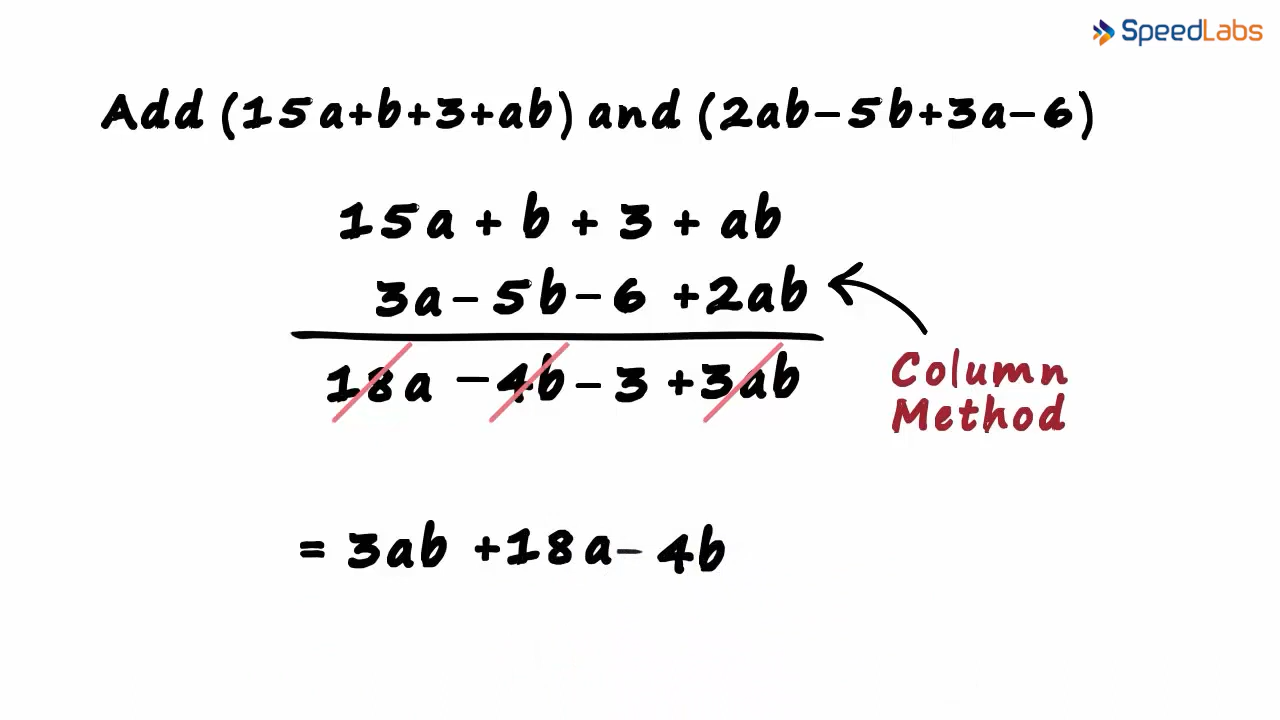 SpeedLabs
Add (15a+b+3+ab) and (2ab-5b+3a-6)
15a + b + 3 + ab
3a - 5b - 6 +2ab
18a - 4b - 3 +3ab
Column
Method
= 3ab +18a- 4b